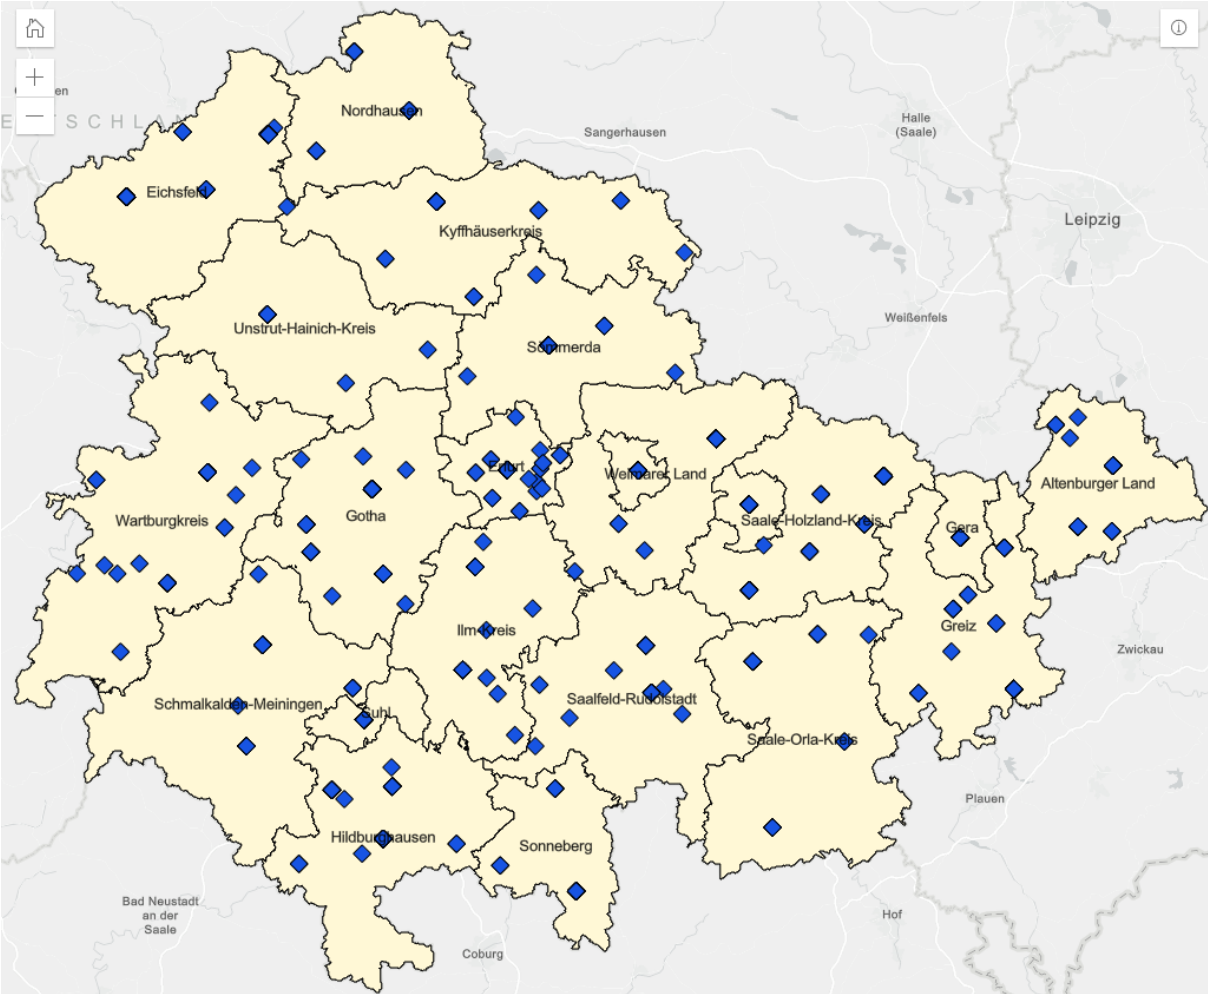 Nordhausen
DEUTSCHLAND
Halle
(Saale)
Sangerhausen
Eichsfeld
Leipzig
Kyffhäuserkreis
Weißenfels
Unstrut-Hainich-Kreis
Sömmerda
Erfurt
Weimarer Land
Altenburger Land
Wartburgkreis
Gotha
Saale-Holzland-Kreis
Gera
Ilm-Kreis
Greiz
Zwickau
Schmalkalden-Meiningen
Suhl
Saalfeld-Rudolstadt
Saale-Orla-Kreis
Plauen
Hildburghausen
Sonneberg
Bad Neustadt
an der
Saale
Hof
Coburg